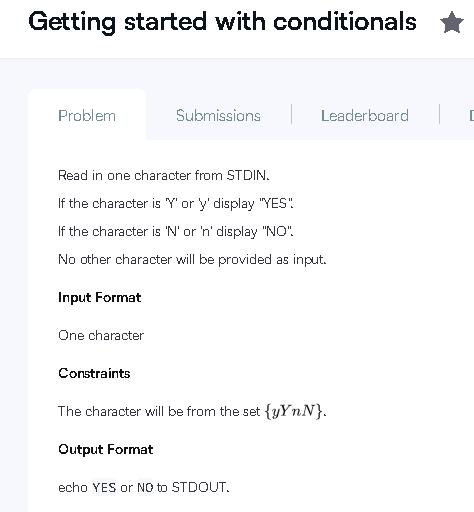 Getting started with conditionals
Problem
Submissions
Leaderboard
Read in one character from STDIN.
If the character is 'Y' or 'y' display "YES".
If the character is 'N' or 'n' display "NO".
No other character will be provided as input.
Input Format
One character
Constraints
The character will be from the set {yYnN}.
Output Format
echo YES or NO to STDOUT.